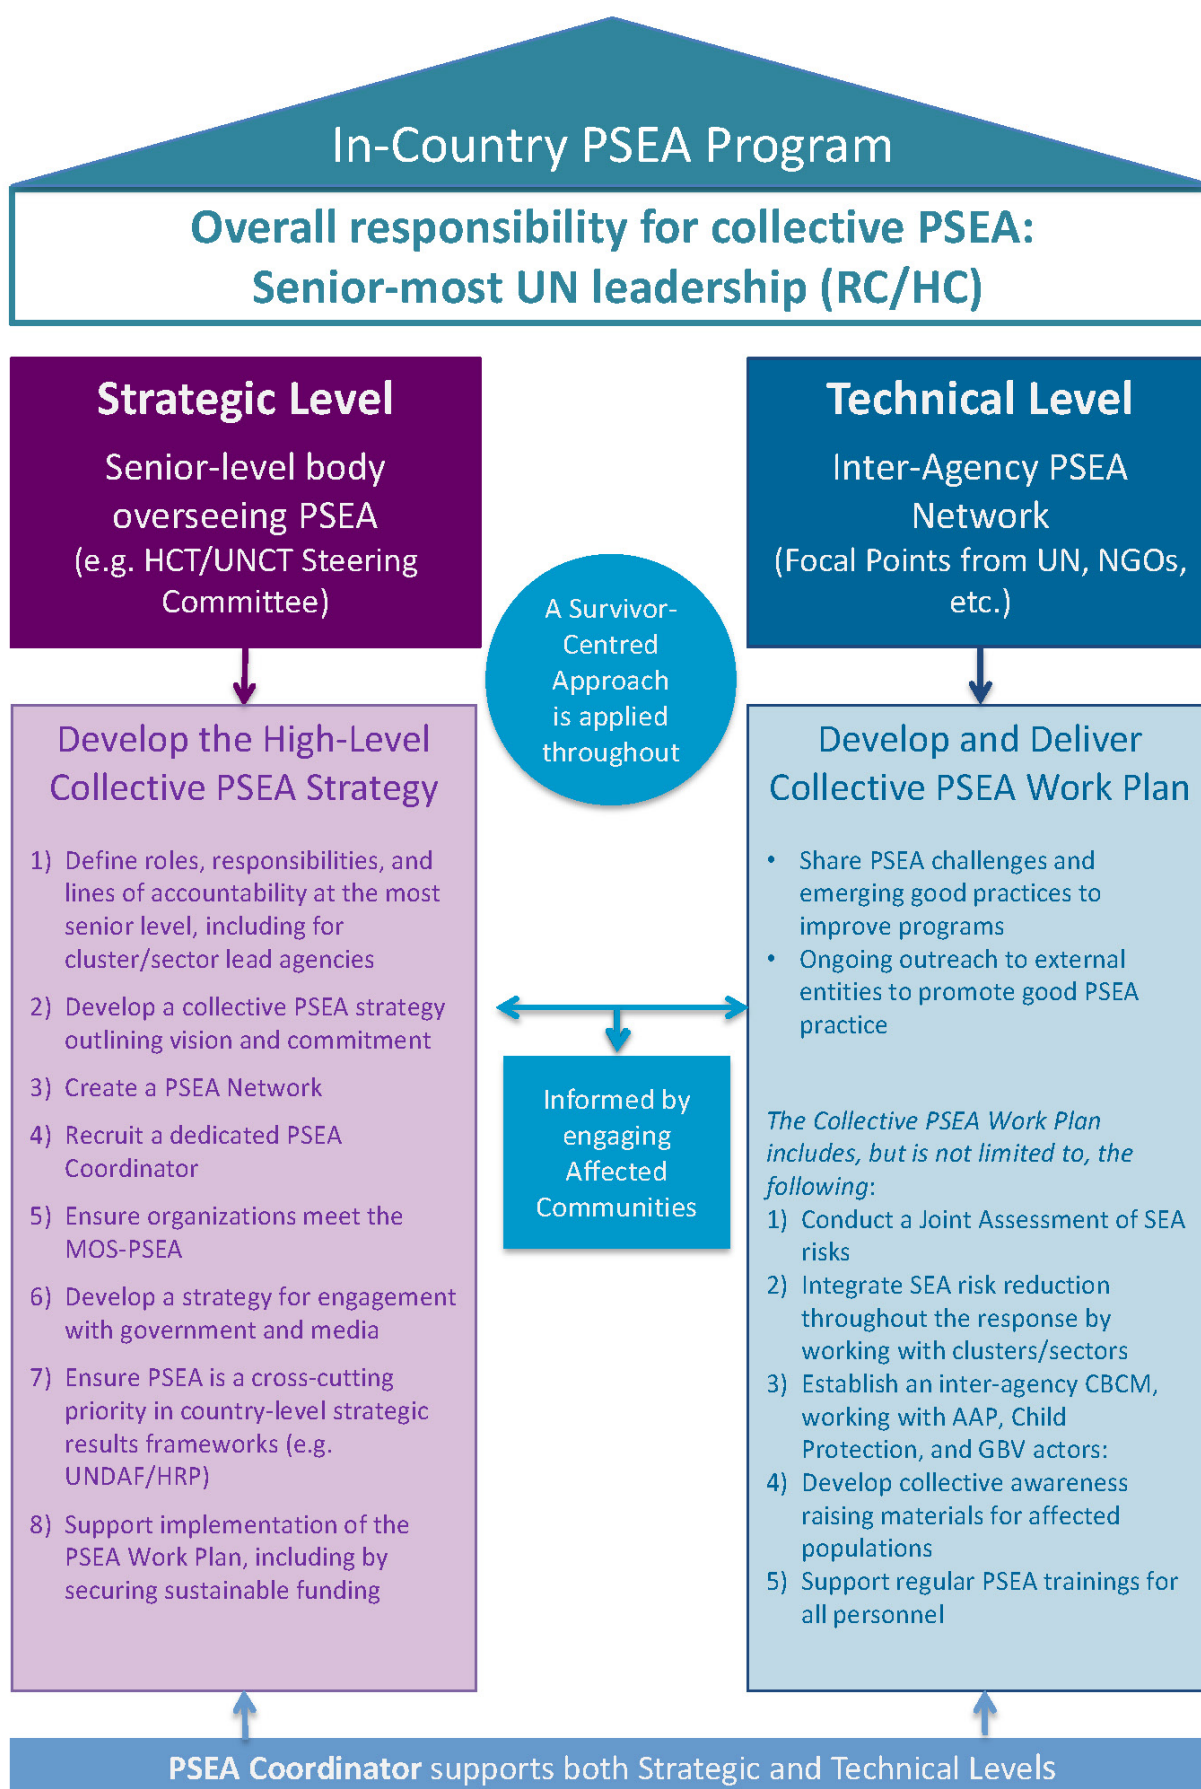 In-Country PSEA Program
Overall responsibility for collective PSEA:
Senior-most UN leadership (RC/HC)
Strategic Level
Senior-level body
overseeing PSEA
(e.g. HCT/UNCT Steering
Committee)
Technical Level
Inter-Agency PSEA
Network
(Focal Points from UN, NGOs,
etc.)
A Survivor-
Centred
Approach
is applied
throughout
Develop the High-Level
Collective PSEA Strategy
1) Define roles, responsibilities, and
lines of accountability at the most
senior level, including for
cluster/sector lead agencies
2) Develop a collective PSEA strategy
outlining vision and commitment
3) Create a PSEA Network
4) Recruit a dedicated PSEA
Coordinator
5) Ensure organizations meet the
MOS-PSEA
6) Develop a strategy for engagement
with government and media
7) Ensure PSEA is a cross-cutting
priority in country-level strategic
results frameworks (e.g.
UNDAF/HRP)
8) Support implementation of the
PSEA Work Plan, including by
securing sustainable funding
Informed by
engaging
Affected
Communities
Develop and Deliver
Collective PSEA Work Plan
• Share PSEA challenges and
emerging good practices to
improve programs
• Ongoing outreach to external
entities to promote good PSEA
practice
The Collective PSEA Work Plan
includes, but is not limited to, the
following:
1) Conduct a Joint Assessment of SEA
risks
2) Integrate SEA risk reduction
throughout the response by
working with clusters/sectors
3) Establish an inter-agency CBCM,
working with AAP, Child
Protection, and GBV actors:
4) Develop collective awareness
raising materials for affected
populations
5) Support regular PSEA trainings for
all personnel
PSEA Coordinator supports both Strategic and Technical Levels